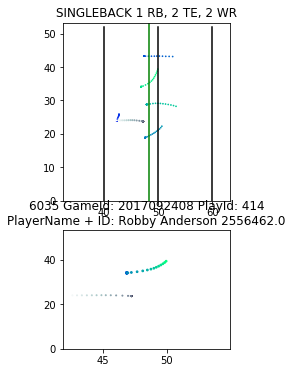 SINGLEBACK 1 RB, 2 TE, 2 WR
50
40
30
20
10
0
40 50 60
6035 GameId: 2017092408 PlayId: 414
PlayerName + ID: Robby Anderson 2556462.0
40
20
0
45 50